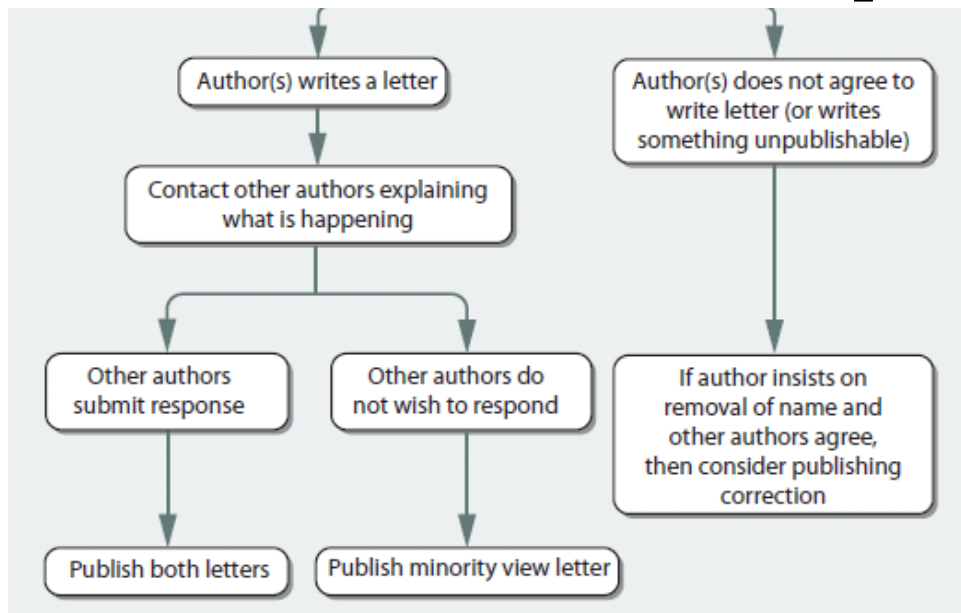 Author(s) writes a letter
Author(s) does not agree to
write letter (or writes
something unpublishable)
Contact other authors explaining
what is happening
Other authors
submit response
Other authors do
not wish to respond
If author insists on
removal of name and
other authors agree,
then consider publishing
correction
Publish both letters
Publish minority view letter